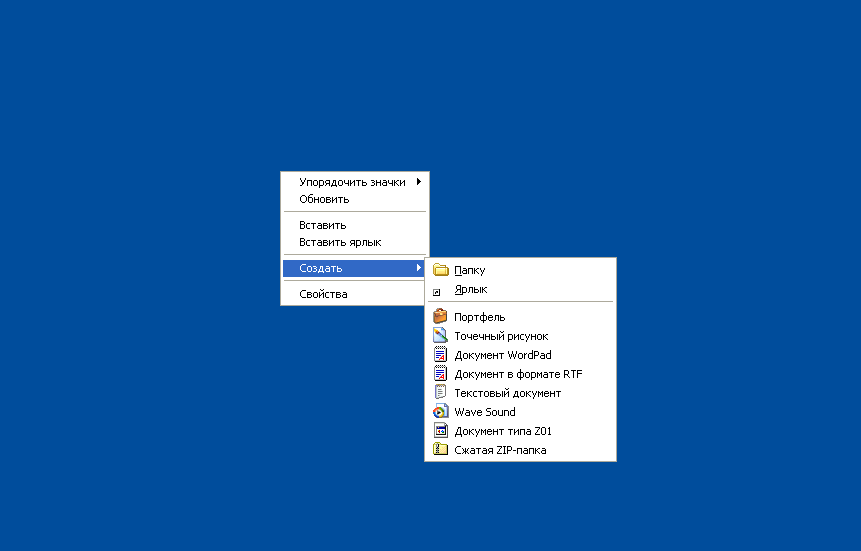 Упорядочить значки
Обновить
Вставить
Вставить ярлык
Создать
Свойства
Папку
Ярлык
Портфель
Точечный рисунок
Документ WordPad
Документ в формате RTF
Текстовый документ
Wave Sound
Документ типа Z01
Сжатая ZIP-папка